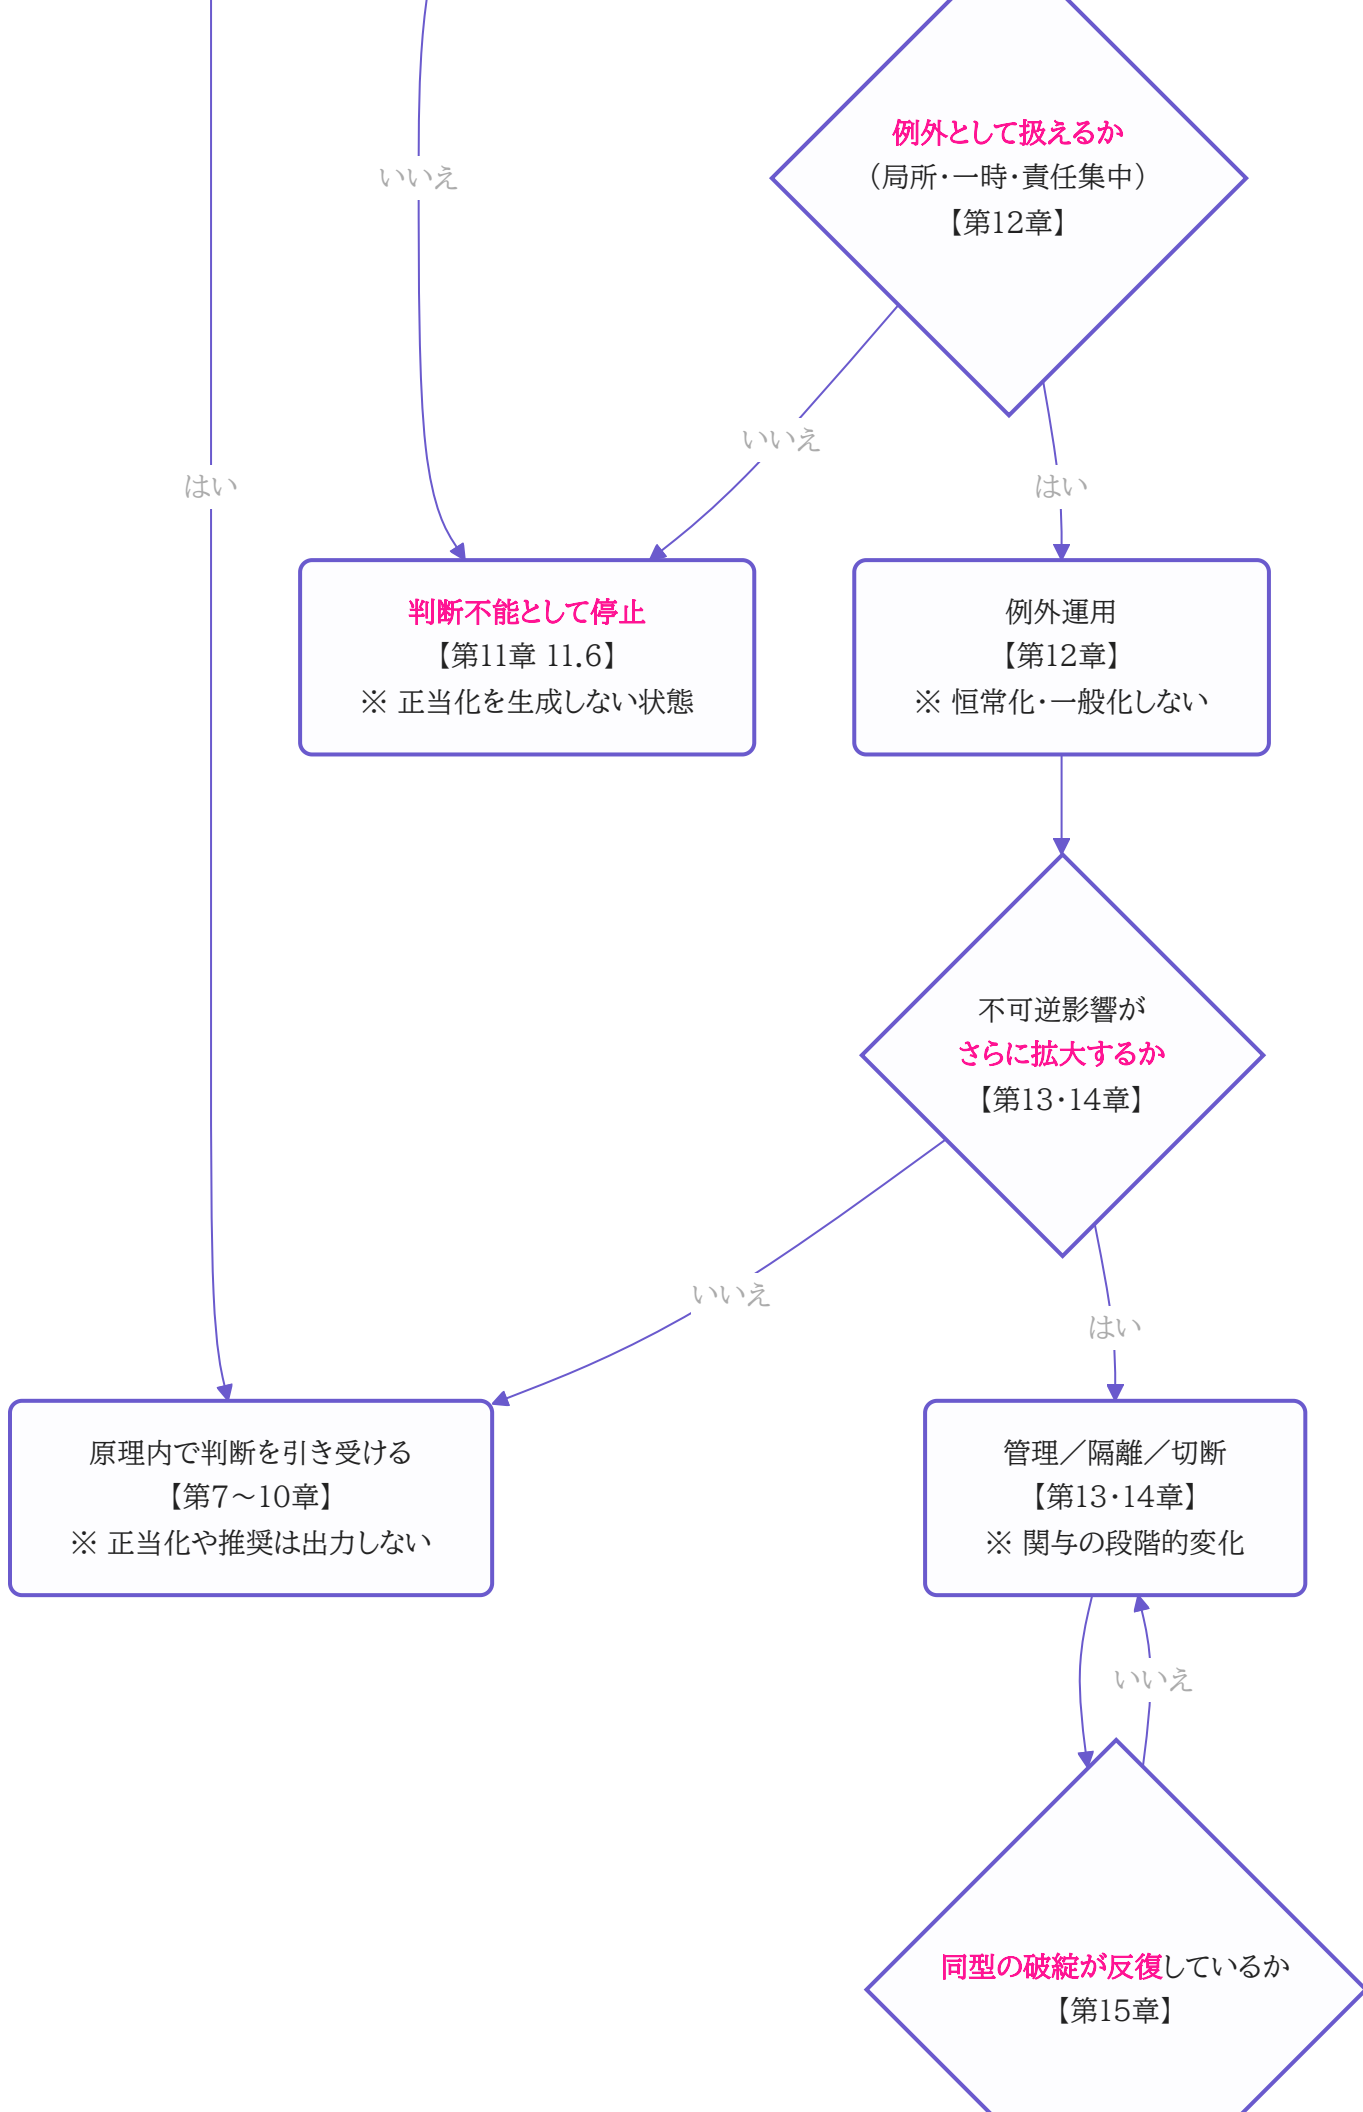 例外として扱えるか
（局所・一時・責任集中）
【第12章】
いいえ
いいえ
はい
はい
判断不能として停止
【第11章 11.6】
※ 正当化を生成しない状態
例外運用
【第12章】
※ 恒常化・一般化しない
不可逆影響が
さらに拡大するか
【第13・14章】
いいえ
はい
原理内で判断を引き受ける
【第7～10章】
※ 正当化や推奨は出力しない
管理／隔離／切断
【第13・14章】
※ 関与の段階的変化
いいえ
同型の破綻が反復しているか
【第15章】